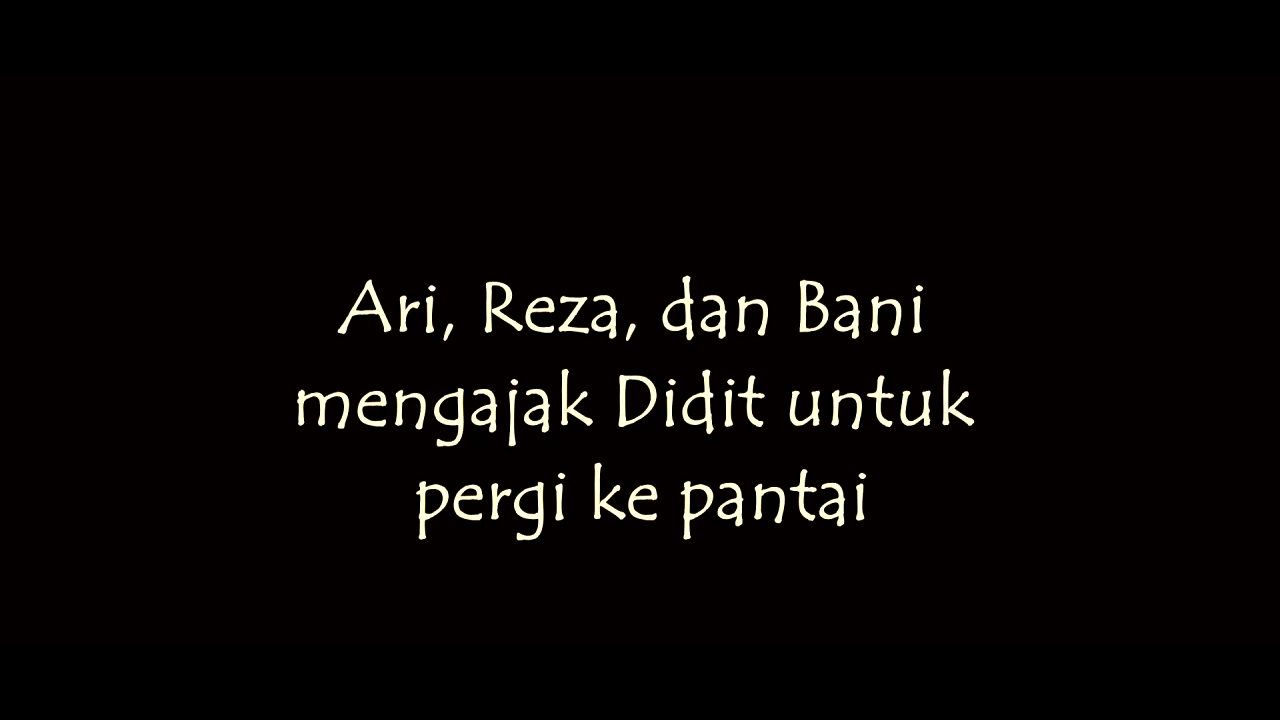 Ari, Reza, dan Bani
mengajak Didit untuk
pergi ke pantai